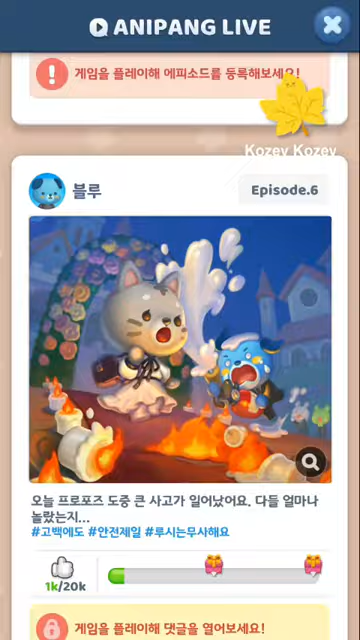 ANIPANG LIVE
게임을 플레이해 에피소드를 등록해보세요!
Kozey Kozey
블루
Episode.6
오늘 프로포즈 도중 큰 사고가 일어났어요. 다들 얼마나
놀랐는지...
#고백에도 #안전제일 #루시는무사해요
1k/20k
게임을 플레이해 댓글을 열어보세요!